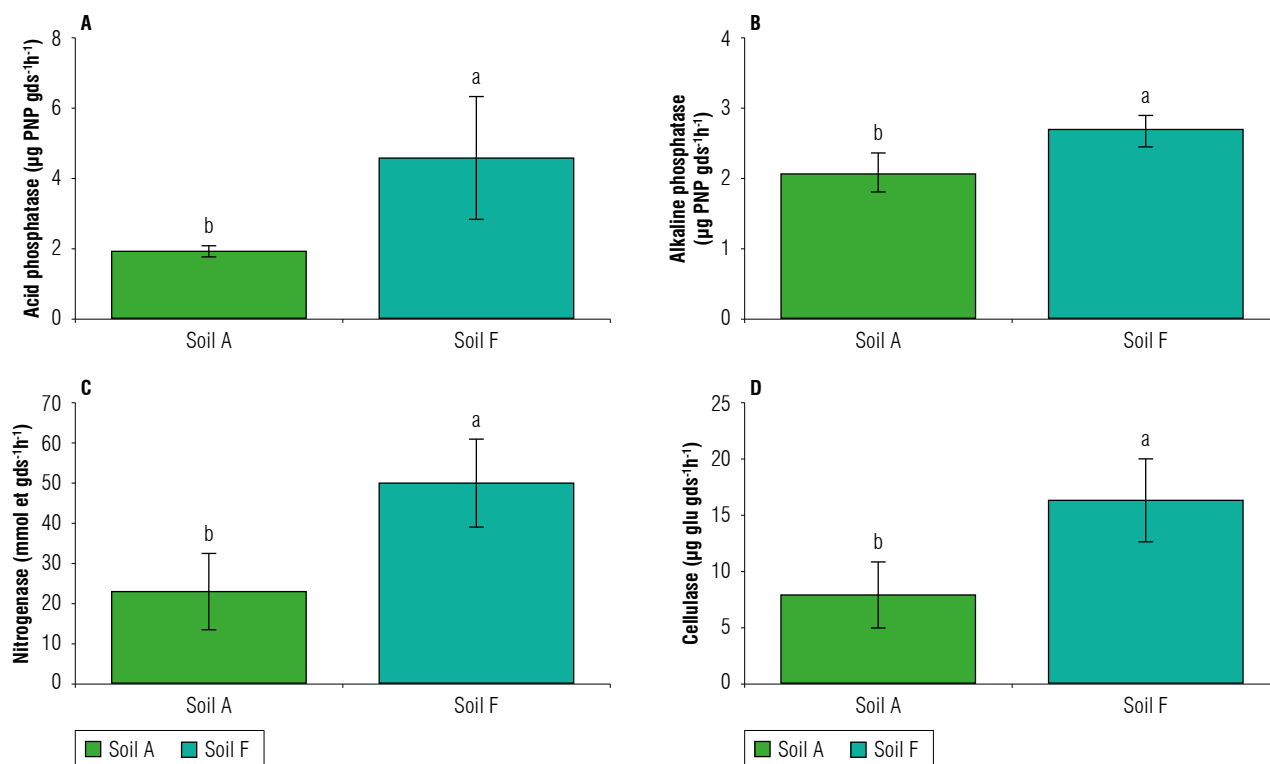 A
Acid phosphatase (µg PNP gds⁻¹h⁻¹)
8
6
4
2
0
b
a
Soil A
Soil F
B
Alkaline phosphatase
(µg PNP gds⁻¹h⁻¹)
4
3
2
1
0
b
a
Soil A
Soil F
C
Nitrogenase (mmol et gds⁻¹h⁻¹)
70
60
50
40
30
20
10
0
b
a
Soil A
Soil F
Soil A Soil F
D
Cellulase (µg glu gds⁻¹h⁻¹)
25
20
15
10
5
0
b
a
Soil A
Soil F
Soil A Soil F